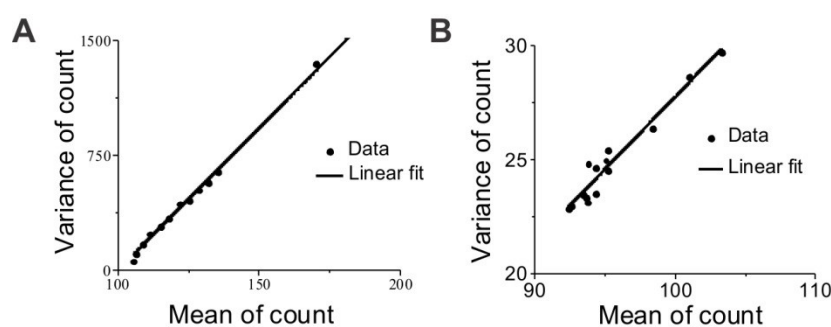 A
1500
750
0
100
150
200
Variance of count
Mean of count
Data
Linear fit
B
30
25
20
90
100
110
Variance of count
Mean of count
Data
Linear fit